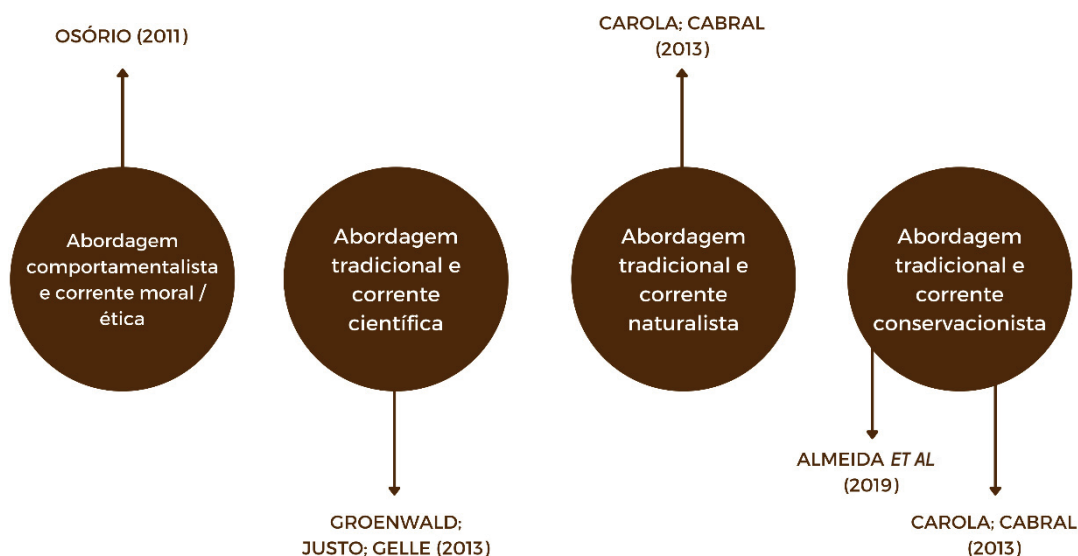 OSÓRIO (2011)
CAROLA; CABRAL
(2013)
Abordagem
comportamentalista
e corrente moral /
ética
Abordagem
tradicional e
corrente
científica
Abordagem
tradicional e
corrente
naturalista
Abordagem
tradicional e
corrente
conservacionista
GROENWALD;
JUSTO; GELLE (2013)
ALMEIDA ET AL
(2019)
CAROLA; CABRAL
(2013)